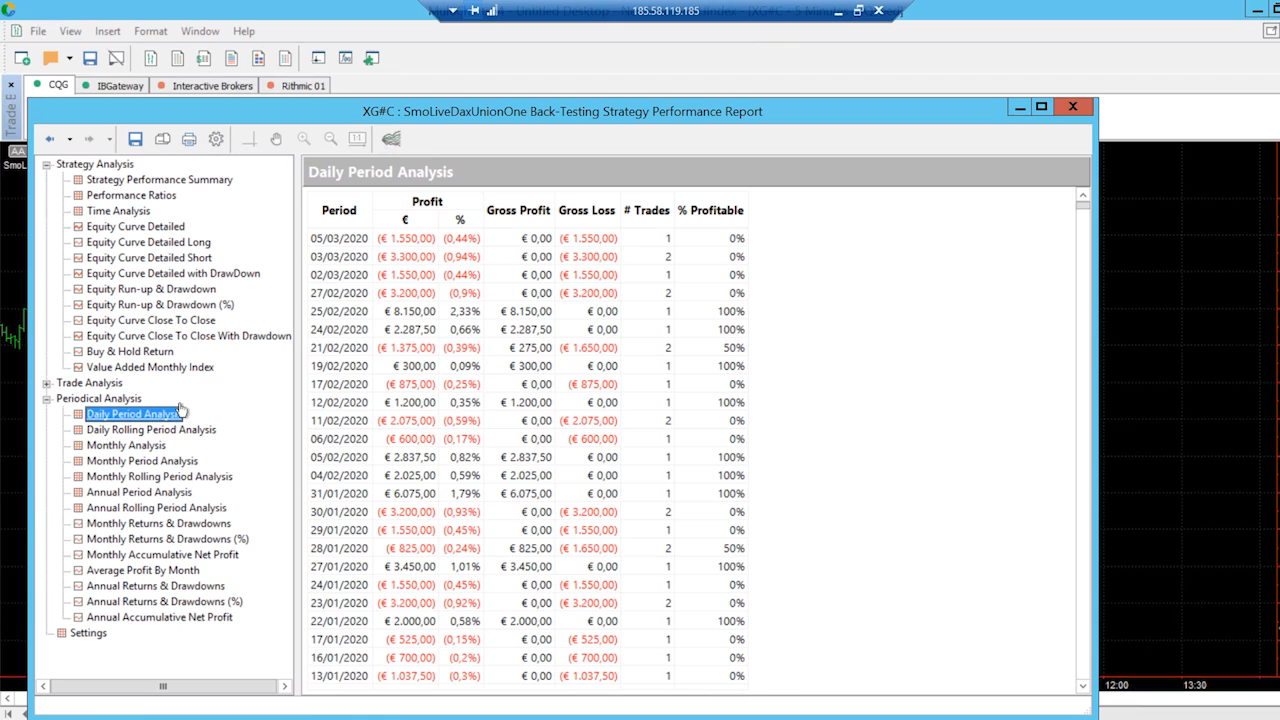 185.58.119.185
File View Insert Format Window Help
CQG IBGateway Interactive Brokers Rithmic 01
XG#C : SmoLiveDaxUnionOne Back-Testing Strategy Performance Report
Strategy Analysis
Strategy Performance Summary
Performance Ratios
Time Analysis
Equity Curve Detailed
Equity Curve Detailed Long
Equity Curve Detailed Short
Equity Curve Detailed with DrawDown
Equity Run-up & Drawdown
Equity Run-up & Drawdown (%)
Equity Curve Close To Close
Equity Curve Close To Close With Drawdown
Buy & Hold Return
Value Added Monthly Index
Trade Analysis
Periodical Analysis
Daily Period Analysis
Daily Rolling Period Analysis
Monthly Analysis
Monthly Period Analysis
Monthly Rolling Period Analysis
Annual Period Analysis
Annual Rolling Period Analysis
Monthly Returns & Drawdowns
Monthly Returns & Drawdowns (%)
Monthly Accumulative Net Profit
Average Profit By Month
Annual Returns & Drawdowns
Annual Returns & Drawdowns (%)
Annual Accumulative Net Profit
Settings
Daily Period Analysis
Period Profit Gross Profit Gross Loss # Trades % Profitable
€ %
05/03/2020 (€ 1.550,00) (0,44%) € 0,00 (€ 1.550,00) 1 0%
03/03/2020 (€ 3.300,00) (0,94%) € 0,00 (€ 3.300,00) 2 0%
02/03/2020 (€ 1.550,00) (0,44%) € 0,00 (€ 1.550,00) 1 0%
27/02/2020 (€ 3.200,00) (0,9%) € 0,00 (€ 3.200,00) 2 0%
25/02/2020 € 8.150,00 2,33% € 8.150,00 € 0,00 1 100%
24/02/2020 € 2.287,50 0,66% € 2.287,50 € 0,00 1 100%
21/02/2020 (€ 1.375,00) (0,39%) € 275,00 (€ 1.650,00) 2 50%
19/02/2020 € 300,00 0,09% € 300,00 € 0,00 1 100%
17/02/2020 (€ 875,00) (0,25%) € 0,00 (€ 875,00) 1 0%
12/02/2020 € 1.200,00 0,35% € 1.200,00 € 0,00 1 100%
11/02/2020 (€ 2.075,00) (0,59%) € 0,00 (€ 2.075,00) 2 0%
06/02/2020 (€ 600,00) (0,17%) € 0,00 (€ 600,00) 1 0%
05/02/2020 € 2.837,50 0,82% € 2.837,50 € 0,00 1 100%
04/02/2020 € 2.025,00 0,59% € 2.025,00 € 0,00 1 100%
31/01/2020 € 6.075,00 1,79% € 6.075,00 € 0,00 1 100%
30/01/2020 (€ 3.200,00) (0,93%) € 0,00 (€ 3.200,00) 2 0%
29/01/2020 (€ 1.550,00) (0,45%) € 0,00 (€ 1.550,00) 1 0%
28/01/2020 (€ 825,00) (0,24%) € 825,00 (€ 1.650,00) 2 50%
27/01/2020 € 3.450,00 1,01% € 3.450,00 € 0,00 1 100%
24/01/2020 (€ 1.550,00) (0,45%) € 0,00 (€ 1.550,00) 1 0%
23/01/2020 (€ 3.200,00) (0,92%) € 0,00 (€ 3.200,00) 2 0%
22/01/2020 € 2.000,00 0,58% € 2.000,00 € 0,00 1 100%
17/01/2020 (€ 525,00) (0,15%) € 0,00 (€ 525,00) 1 0%
16/01/2020 (€ 700,00) (0,2%) € 0,00 (€ 700,00) 1 0%
13/01/2020 (€ 1.037,50) (0,3%) € 0,00 (€ 1.037,50) 1 0%
12:00 13:30